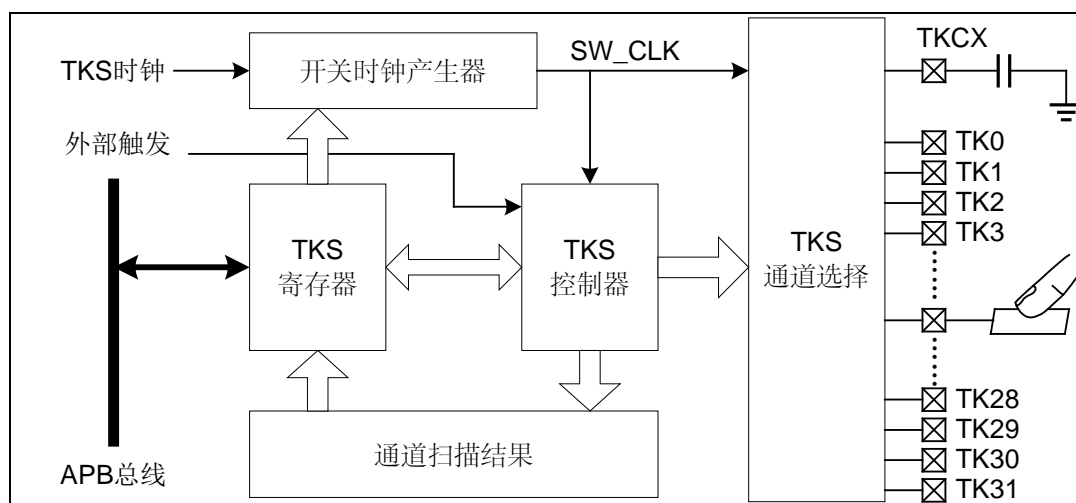 TKS时钟
开关时钟产生器
SW_CLK
TKCX
外部触发
TK0
TK1
TK2
TK3
TKS
寄存器
TKS
控制器
TKS
通道选择
TK28
TK29
TK30
TK31
通道扫描结果
APB总线